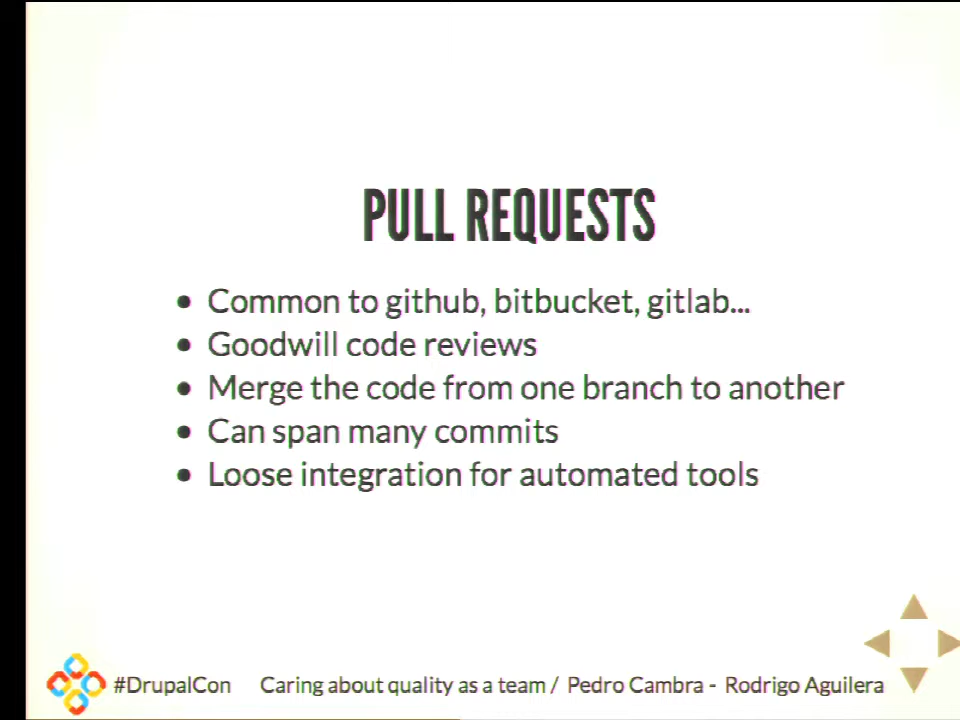 PULL REQUESTS
Common to github, bitbucket, gitlab...
Goodwill code reviews
Merge the code from one branch to another
Can span many commits
Loose integration for automated tools
#DrupalCon Caring about quality as a team / Pedro Cambra - Rodrigo Aguilera